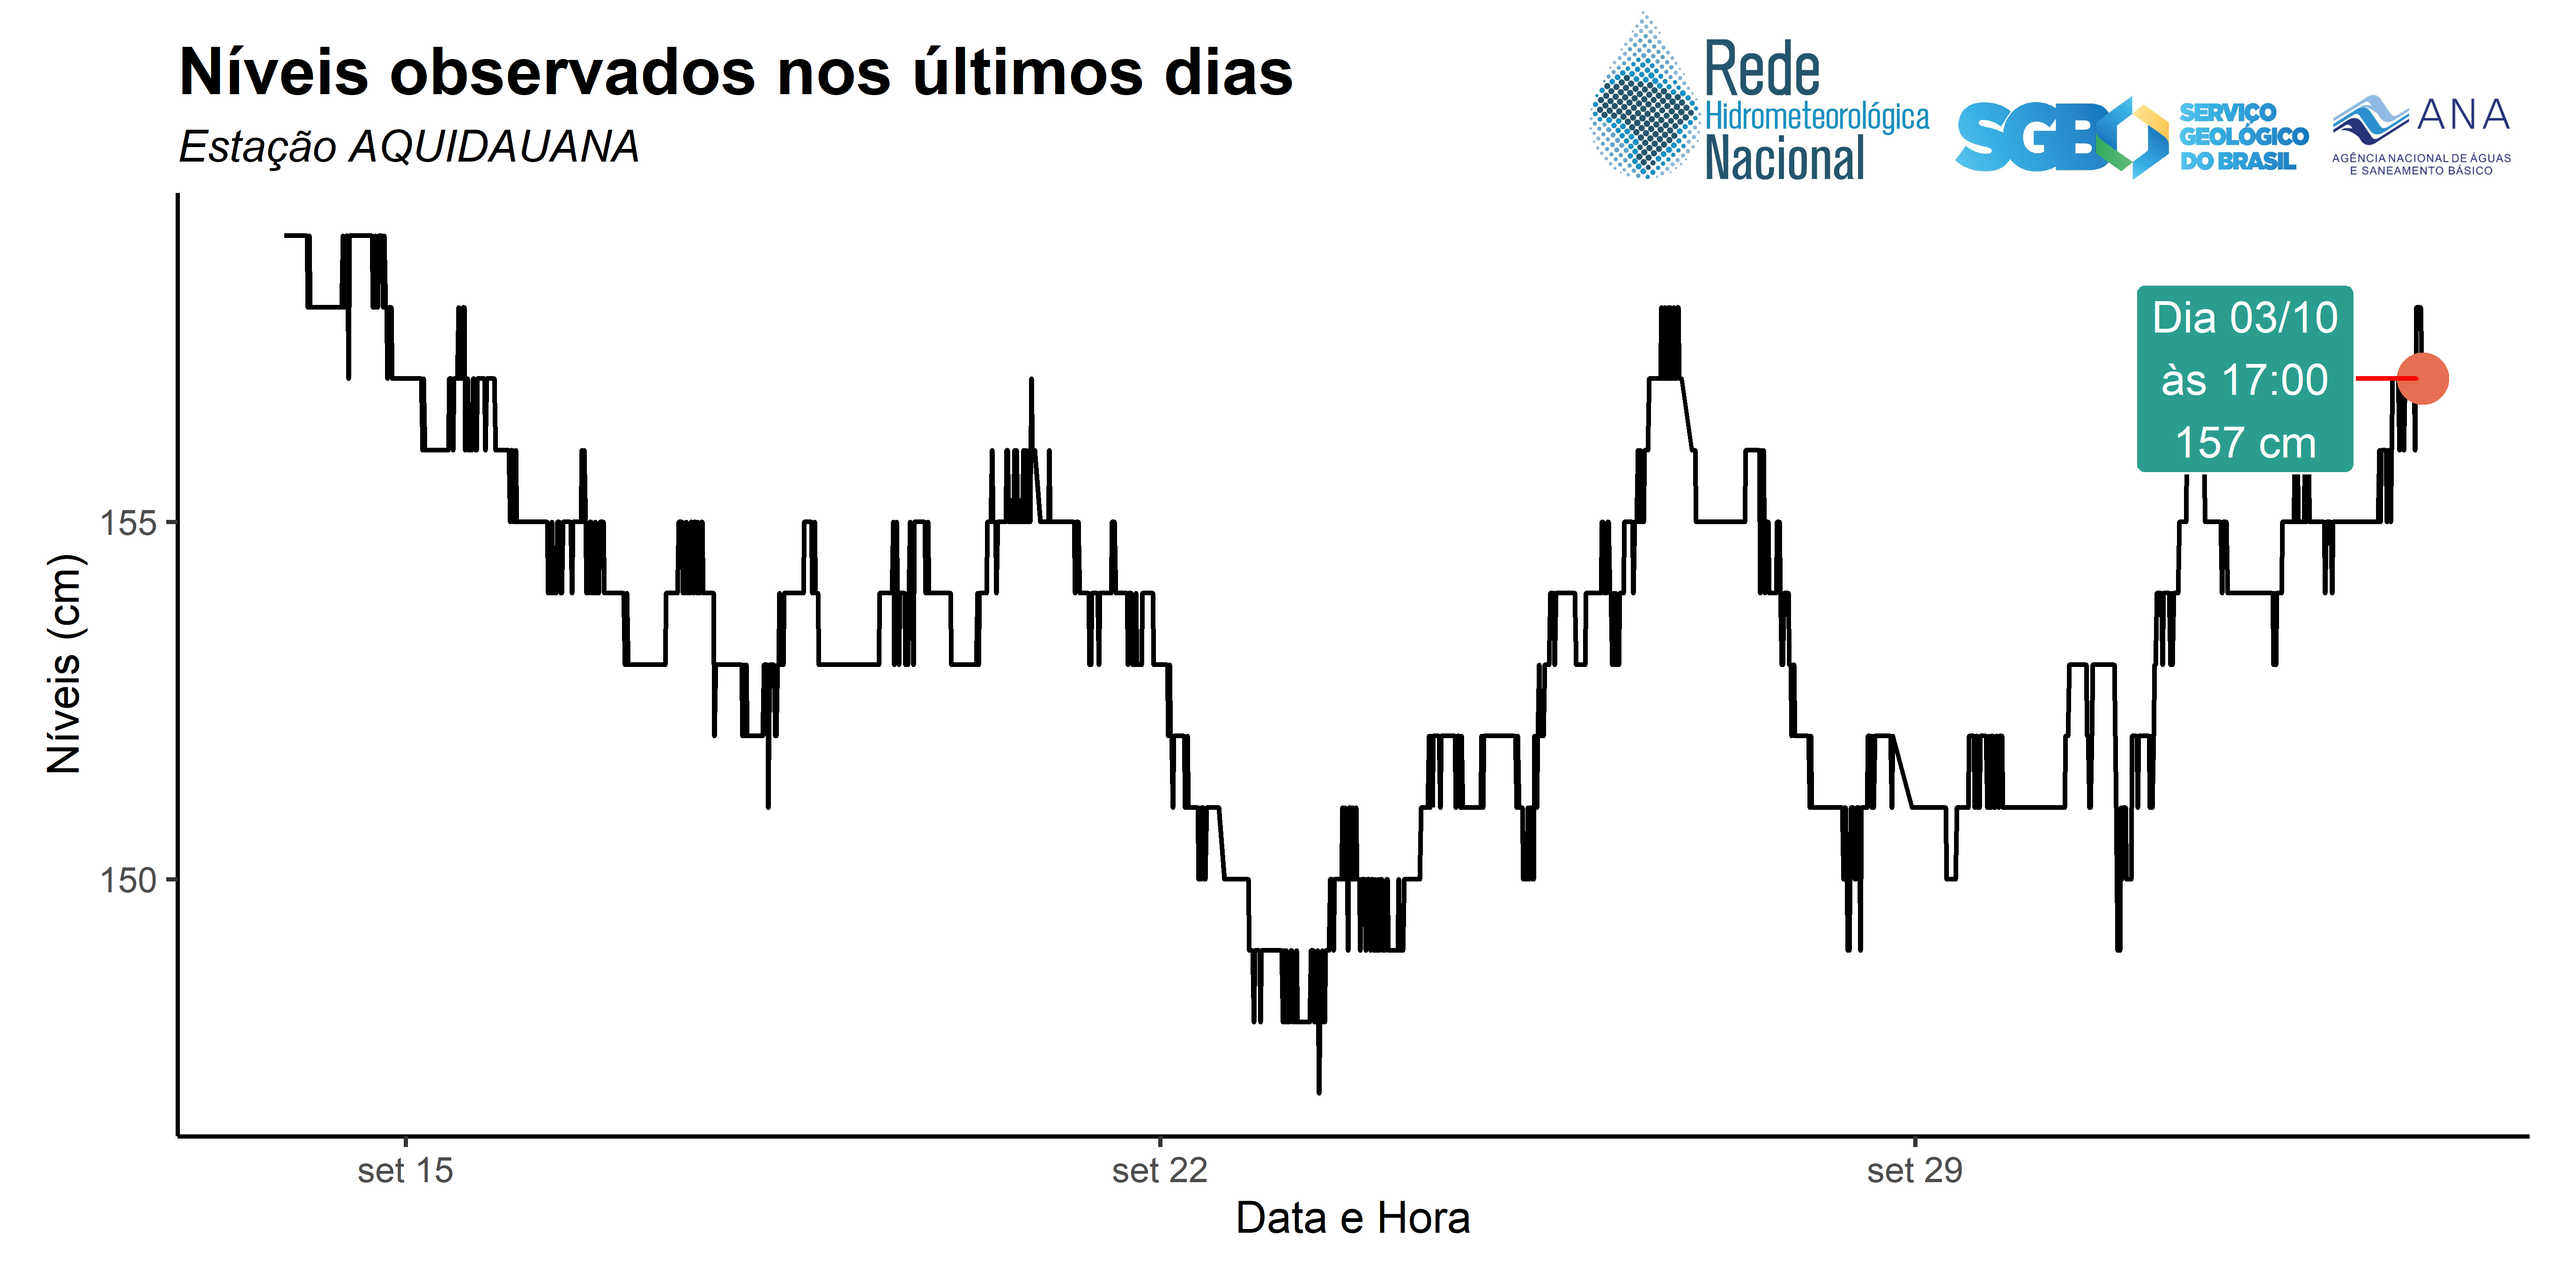 Níveis observados nos últimos dias
Estação AQUIDAUANA
Rede
Hidrometeorológica
Nacional
SGB
SERVIÇO
GEOLÓGICO
DO BRASIL
ANA
AGÊNCIA NACIONAL DE ÁGUAS
E SANEAMENTO BÁSICO
Dia 03/10
às 17:00
157 cm
155
150
Níveis (cm)
set 15
set 22
set 29
Data e Hora